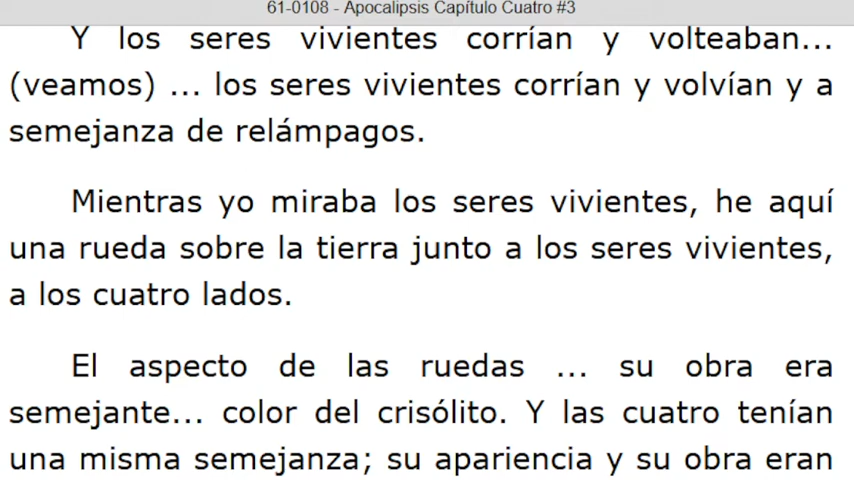 61-0108 - Apocalipsis Capítulo Cuatro #3
Y los seres vivientes corrían y volteaban...
(veamos) ... los seres vivientes corrían y volvían y a
semejanza de relámpagos.
Mientras yo miraba los seres vivientes, he aquí
una rueda sobre la tierra junto a los seres vivientes,
a los cuatro lados.
El aspecto de las ruedas ... su obra era
semejante... color del crisólito. Y las cuatro tenían
una misma semejanza; su apariencia y su obra eran